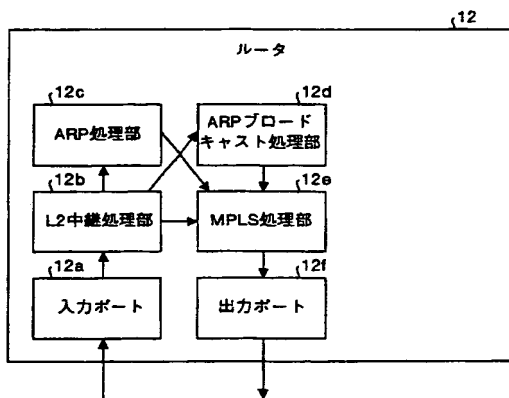 12
ルータ
12c
ARP処理部
12d
ARPブロード
キャスト処理部
12b
L2中継処理部
12e
MPLS処理部
12a
入力ポート
12f
出力ポート